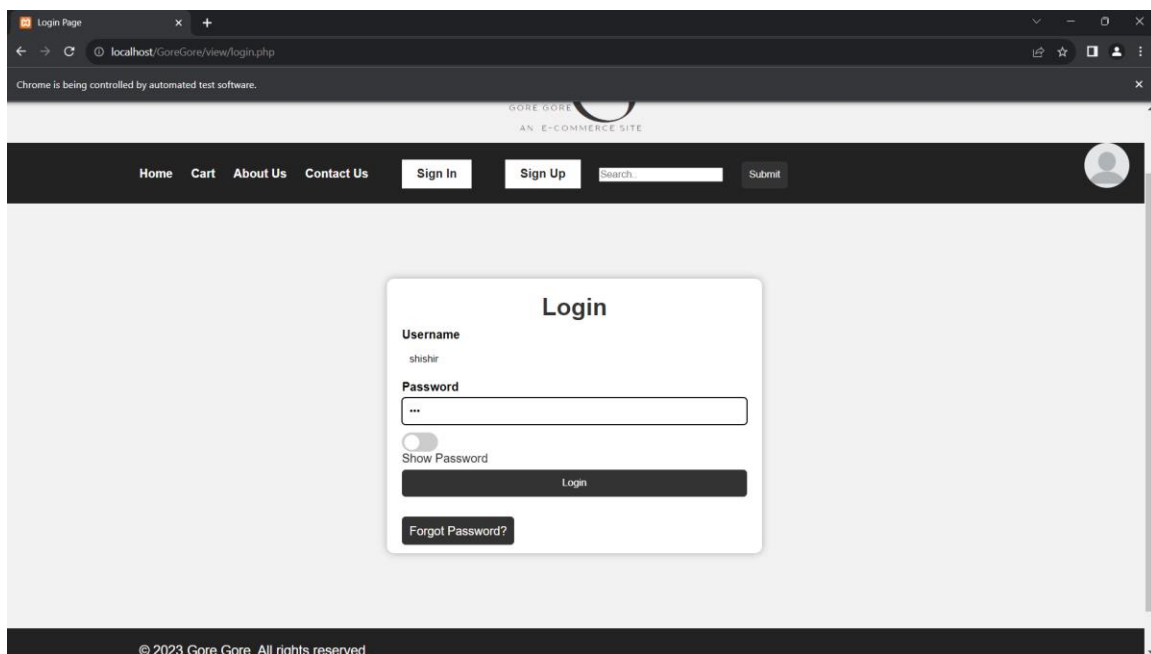 Login Page
localhost/GoreGore/view/login.php
Chrome is being controlled by automated test software.
GORE GORE
AN E-COMMERCE SITE
Home Cart About Us Contact Us Sign In Sign Up Search.. Submit
Login
Username
shishir
Password
•••
Show Password
Login
Forgot Password?
© 2023 Gore Gore. All rights reserved